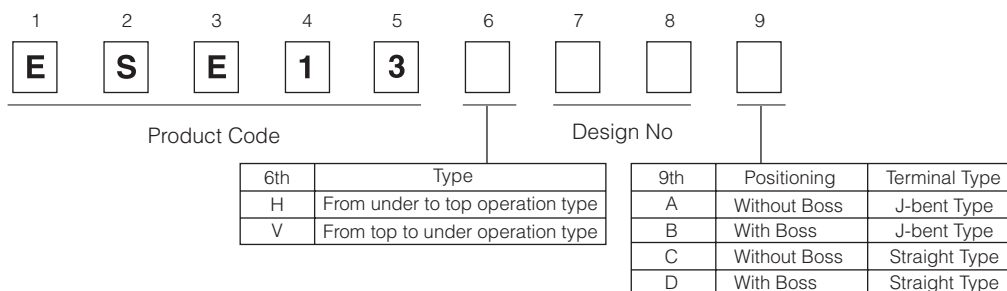 1 2 3 4 5 6 7 8 9
E S E 1 3
Product Code
Design No
6th Type
H From under to top operation type
V From top to under operation type
9th Positioning Terminal Type
A Without Boss J-bent Type
B With Boss J-bent Type
C Without Boss Straight Type
D With Boss Straight Type